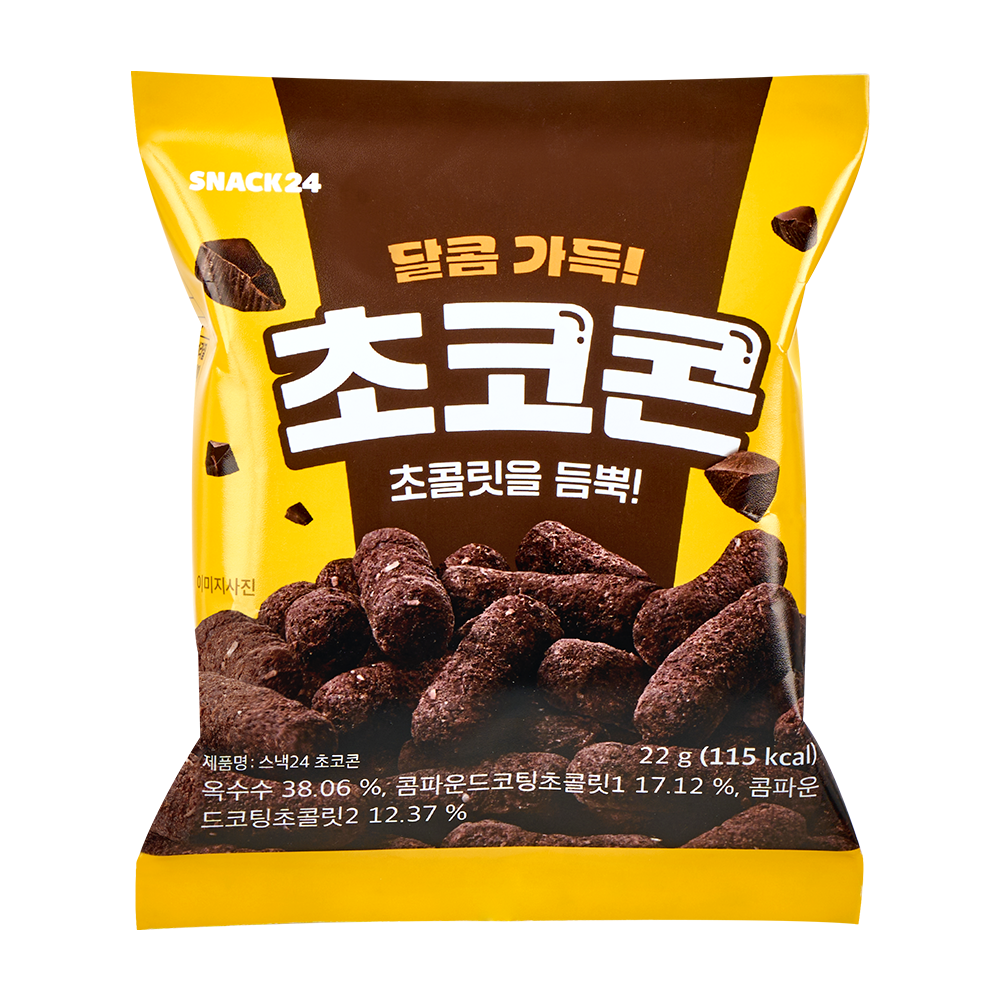 SNACK24
달콤 가득!
초코콘
초콜릿을 듬뿍!
이미지사진
제품명: 스낵24 초코콘
22 g (115 kcal)
옥수수 38.06 %, 콤파운드코팅초콜릿1 17.12 %, 콤파운
드코팅초콜릿2 12.37 %